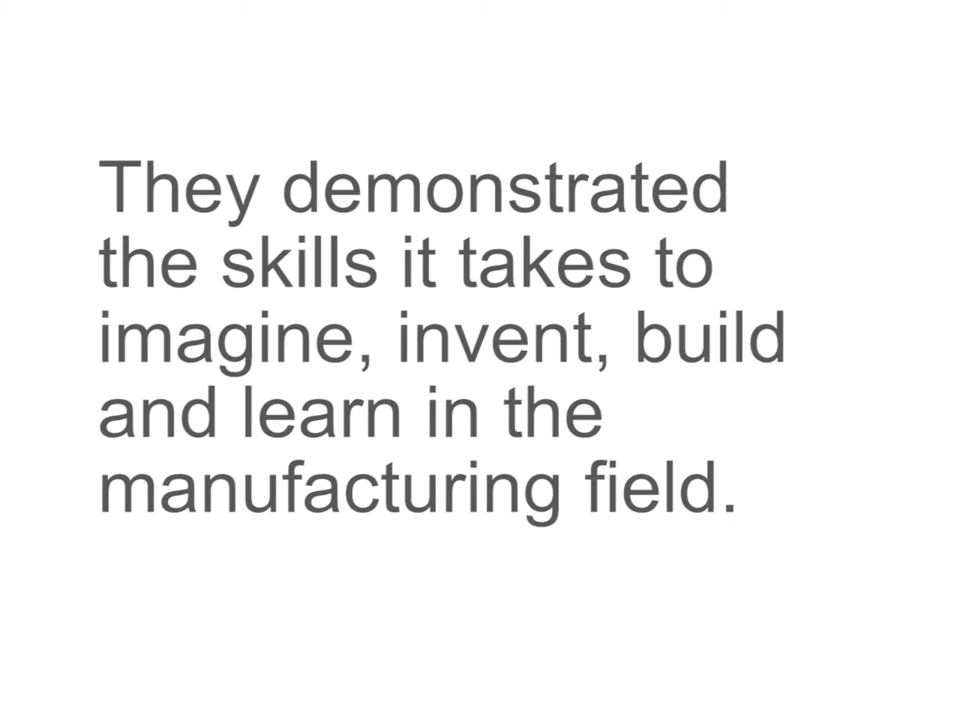 They demonstrated
the skills it takes to
imagine, invent, build
and learn in the
manufacturing field.